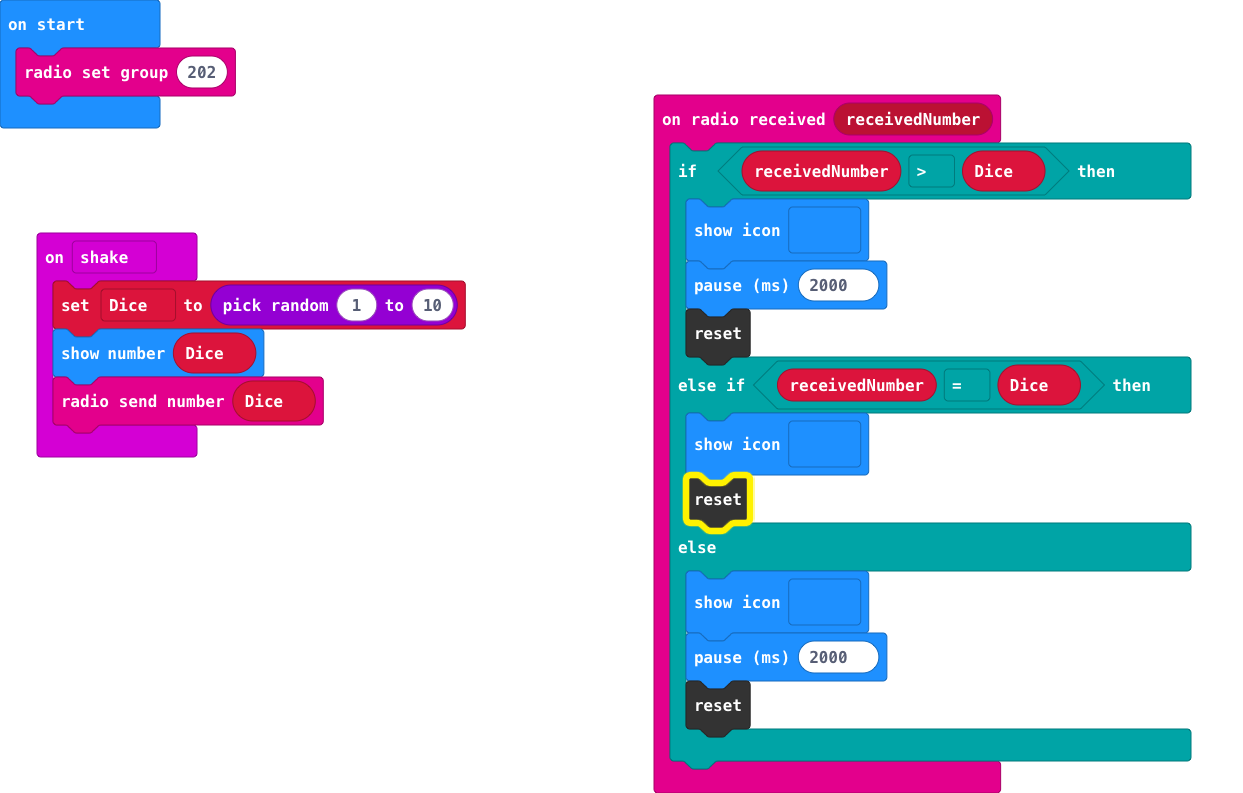 on start
radio set group 202
on shake
set Dice to pick random 1 to 10
show number Dice
radio send number Dice
on radio received receivedNumber
if receivedNumber > Dice then
show icon
pause (ms) 2000
reset
else if receivedNumber = Dice then
show icon
reset
else
show icon
pause (ms) 2000
reset